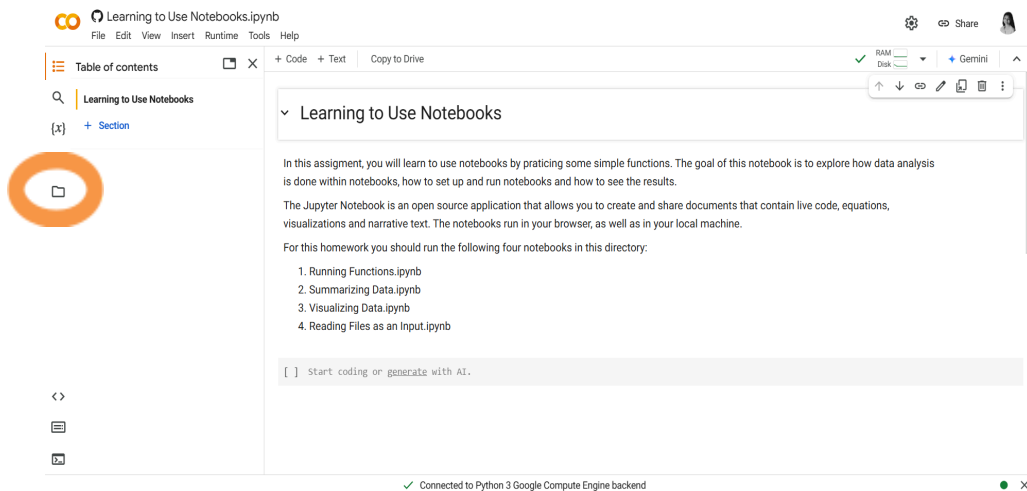 Learning to Use Notebooks.ipynb
File Edit View Insert Runtime Tools Help
Share
Table of contents
+ Code + Text Copy to Drive
RAM
Disk
Gemini
Learning to Use Notebooks
+ Section
{x}
Learning to Use Notebooks
In this assigment, you will learn to use notebooks by praticing some simple functions. The goal of this notebook is to explore how data analysis
is done within notebooks, how to set up and run notebooks and how to see the results.
The Jupyter Notebook is an open source application that allows you to create and share documents that contain live code, equations,
visualizations and narrative text. The notebooks run in your browser, as well as in your local machine.
For this homework you should run the following four notebooks in this directory:
1. Running Functions.ipynb
2. Summarizing Data.ipynb
3. Visualizing Data.ipynb
4. Reading Files as an Input.ipynb
[ ] Start coding or generate with AI.
Connected to Python 3 Google Compute Engine backend